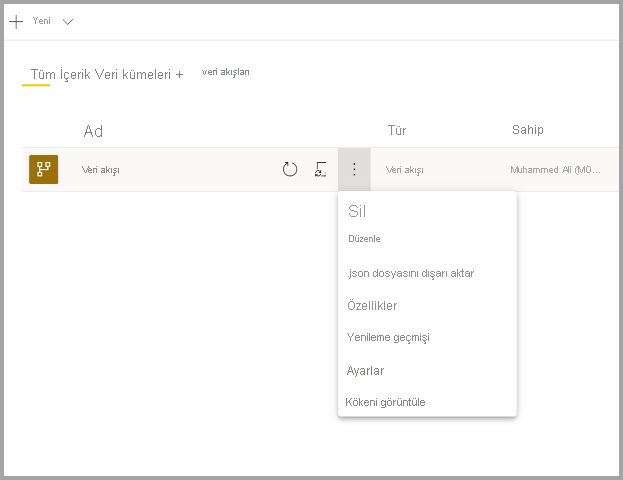 Yeni
Tüm İçerik Veri kümeleri + veri akışları
Ad Tür Sahip
Veri akışı Veri akışı Muhammed Ali (MO...
Sil
Düzenle
.json dosyasını dışarı aktar
Özellikler
Yenileme geçmişi
Ayarlar
Kökeni görüntüle